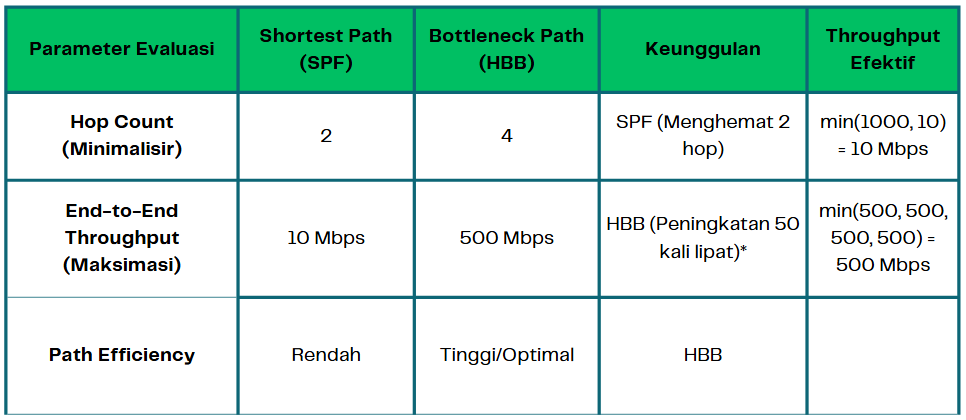 Parameter Evaluasi
Shortest Path
(SPF)
Bottleneck Path
(HBB)
Keunggulan
Throughput
Efektif
Hop Count
(Minimalisir)
2
4
SPF (Menghemat 2
hop)
min(1000, 10)
= 10 Mbps
End-to-End
Throughput
(Maksimasi)
10 Mbps
500 Mbps
HBB (Peningkatan 50
kali lipat)*
min(500, 500,
500, 500) =
500 Mbps
Path Efficiency
Rendah
Tinggi/Optimal
HBB